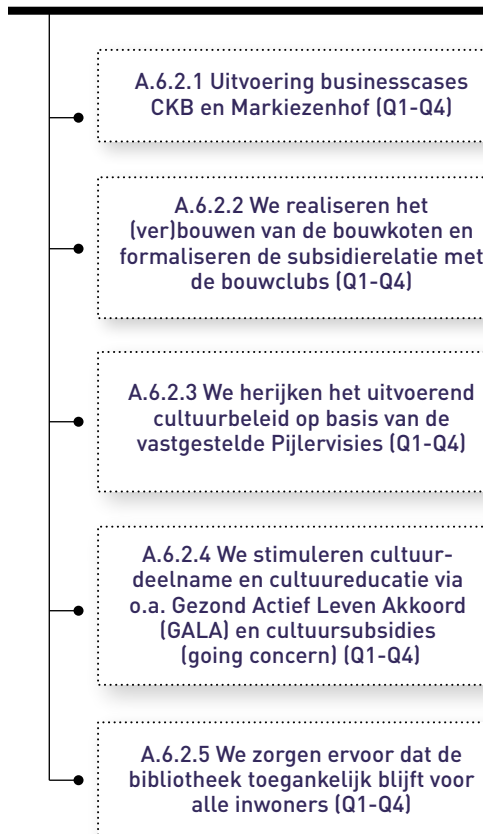 A.6.2.1 Uitvoering businesscases
CKB en Markiezenhof (Q1-Q4)
A.6.2.2 We realiseren het
(ver)bouwen van de bouwkoten en
formaliseren de subsidierelatie met
de bouwclubs (Q1-Q4)
A.6.2.3 We herijken het uitvoerend
cultuurbeleid op basis van de
vastgestelde Pijlervisies (Q1-Q4)
A.6.2.4 We stimuleren cultuur-
deelname en cultuureducatie via
o.a. Gezond Actief Leven Akkoord
(GALA) en cultuursubsidies
(going concern) (Q1-Q4)
A.6.2.5 We zorgen ervoor dat de
bibliotheek toegankelijk blijft voor
alle inwoners (Q1-Q4)